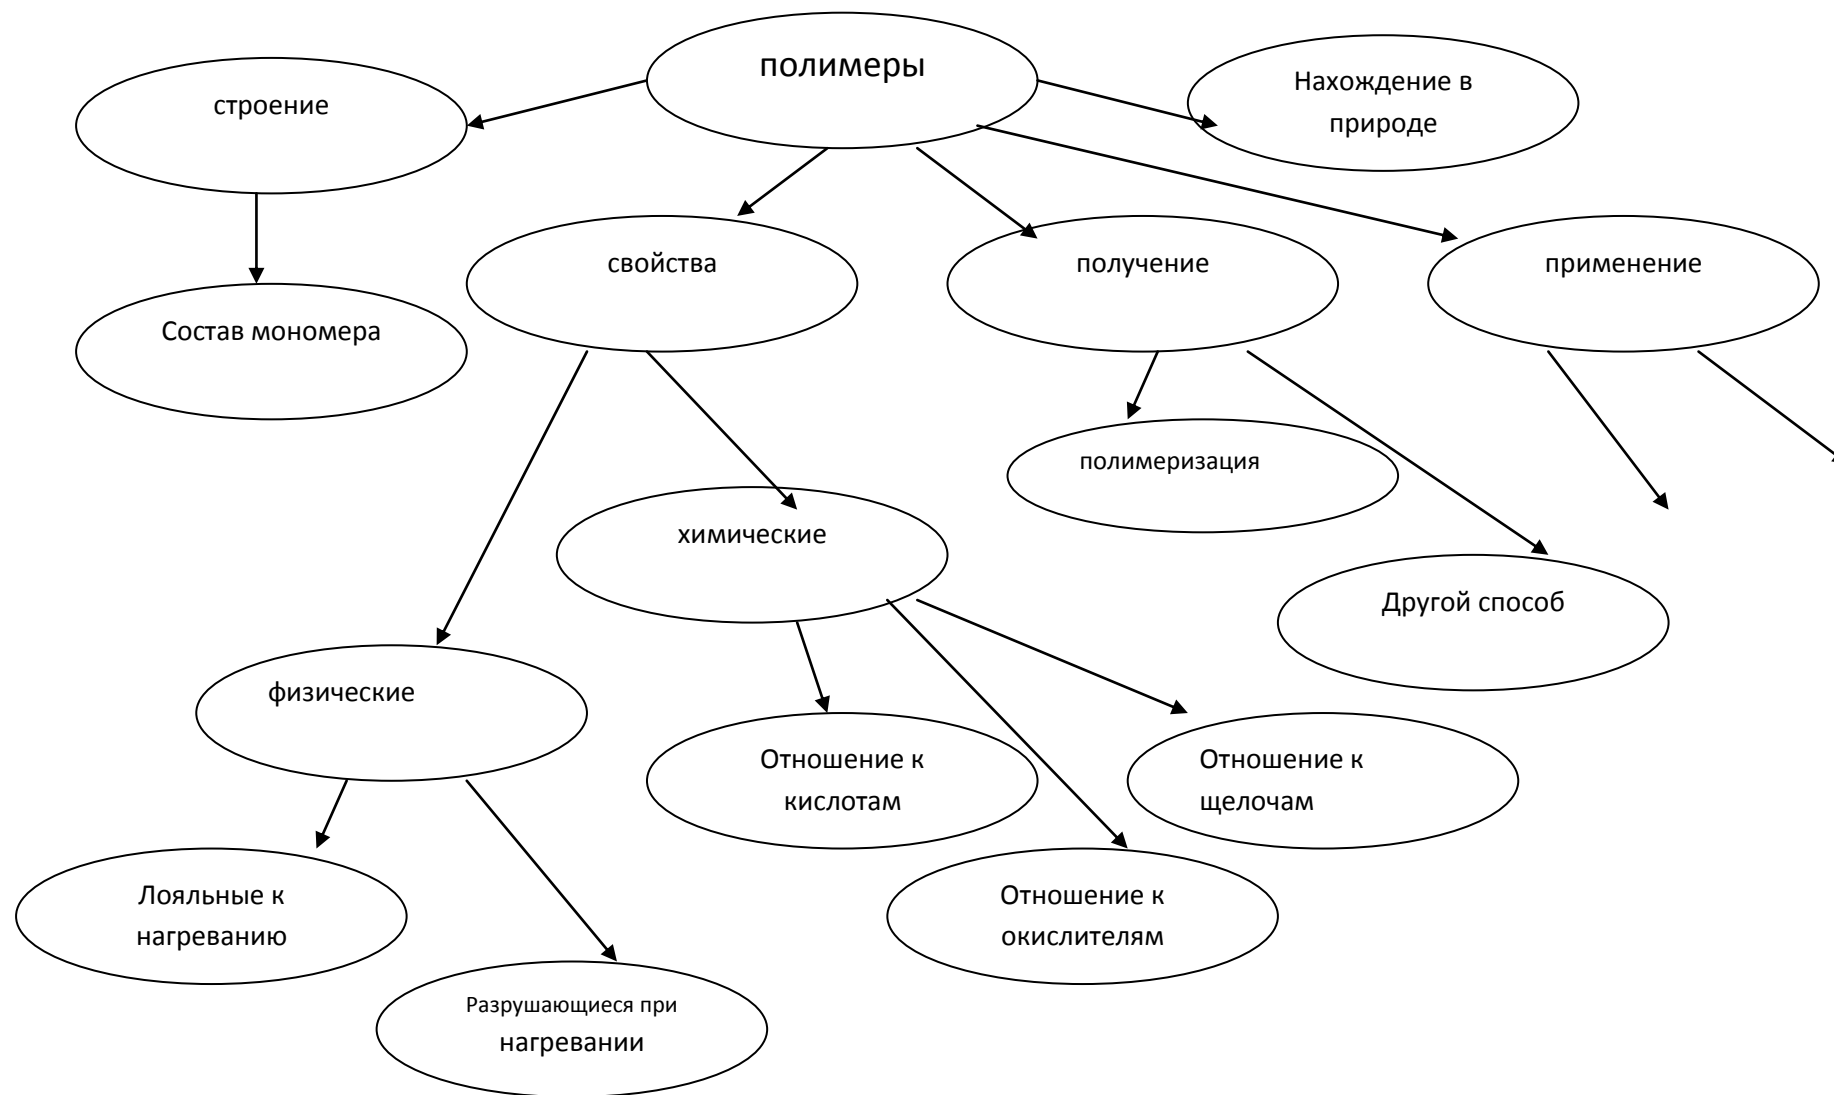 полимеры
Нахождение в
природе
строение
свойства
получение
применение
Состав мономера
полимеризация
химические
Другой способ
физические
Отношение к
кислотам
Отношение к
щелочам
Лояльные к
нагреванию
Отношение к
окислителям
Разрушающиеся при
нагревании